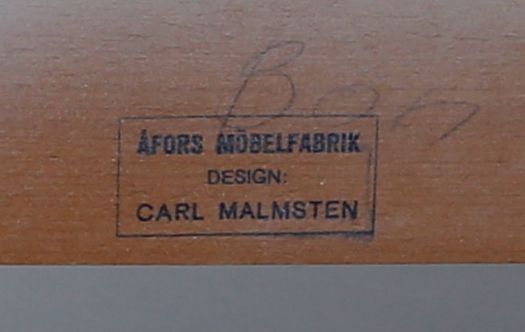 ÅFORS MÖBELFABRIK
DESIGN:
CARL MALMSTEN